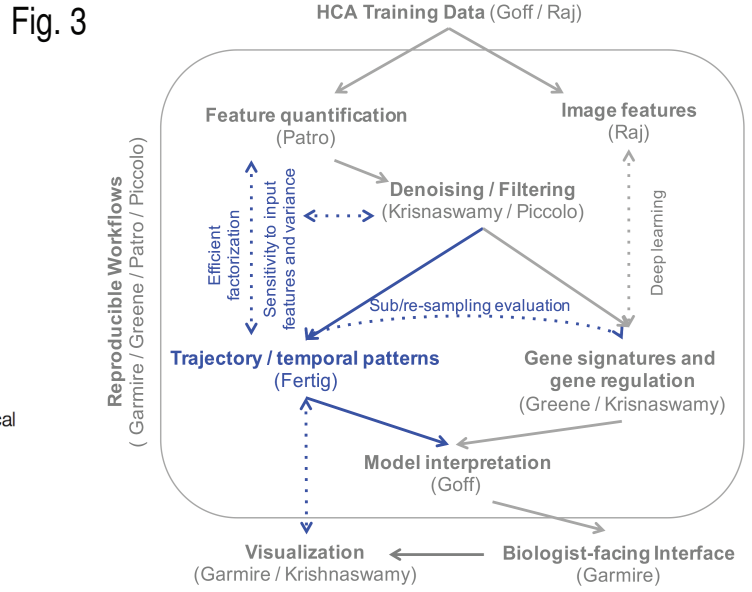 Fig. 3
HCA Training Data (Goff / Raj)
Feature quantification
(Patro)
Image features
(Raj)
Denoising / Filtering
(Krisnaswamy / Piccolo)
Reproducible Workflows
( Garmire / Greene / Patro / Piccolo)
Efficient
factorization
Sensitivity to input
features and variance
Deep learning
Sub/re-sampling evaluation
Trajectory / temporal patterns
(Fertig)
Gene signatures and
gene regulation
(Greene / Krisnaswamy)
cal
Model interpretation
(Goff)
Visualization
(Garmire / Krishnaswamy)
Biologist-facing Interface
(Garmire)